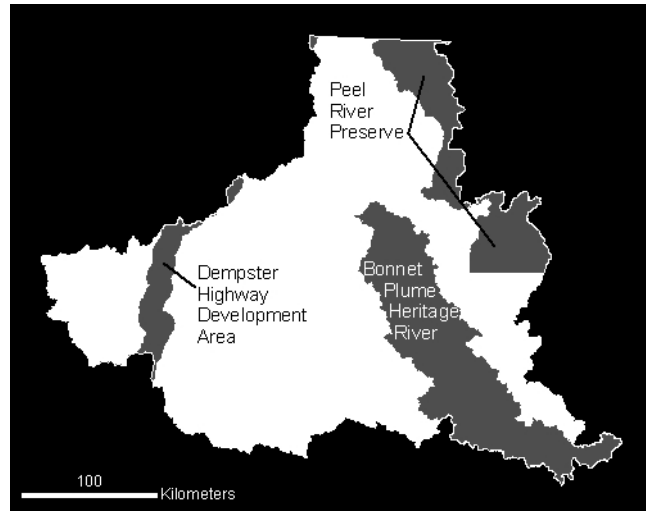 Peel
River
Preserve
Dempster
Highway
Development
Area
Bonnet
Plume
Heritage
River
100
Kilometers